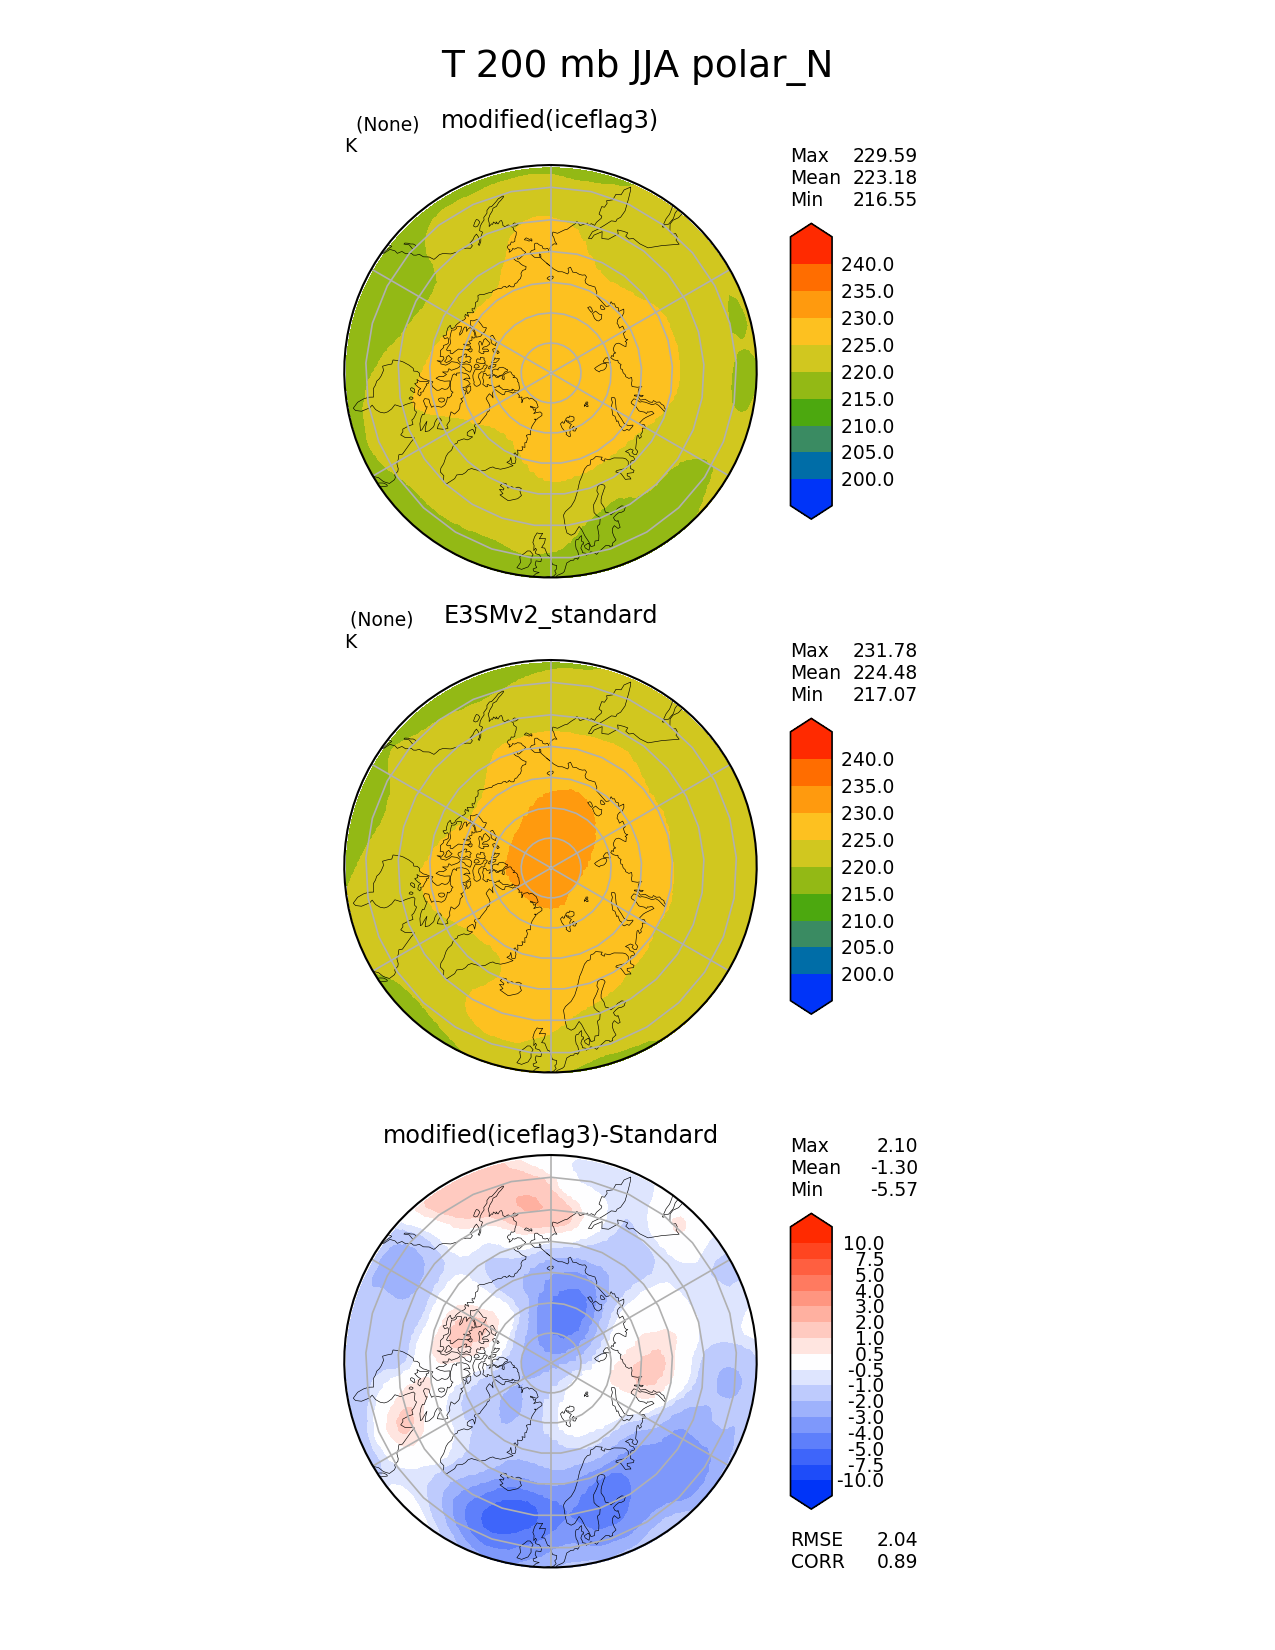 T 200 mb JJA polar_N
(None) modified(iceflag3)
K
Max 229.59
Mean 223.18
Min 216.55
240.0
235.0
230.0
225.0
220.0
215.0
210.0
205.0
200.0
(None) E3SMv2_standard
K
Max 231.78
Mean 224.48
Min 217.07
240.0
235.0
230.0
225.0
220.0
215.0
210.0
205.0
200.0
modified(iceflag3)-Standard
Max 2.10
Mean -1.30
Min -5.57
10.0
7.5
5.0
4.0
3.0
2.0
1.0
0.5
-0.5
-1.0
-2.0
-3.0
-4.0
-5.0
-7.5
-10.0
RMSE 2.04
CORR 0.89